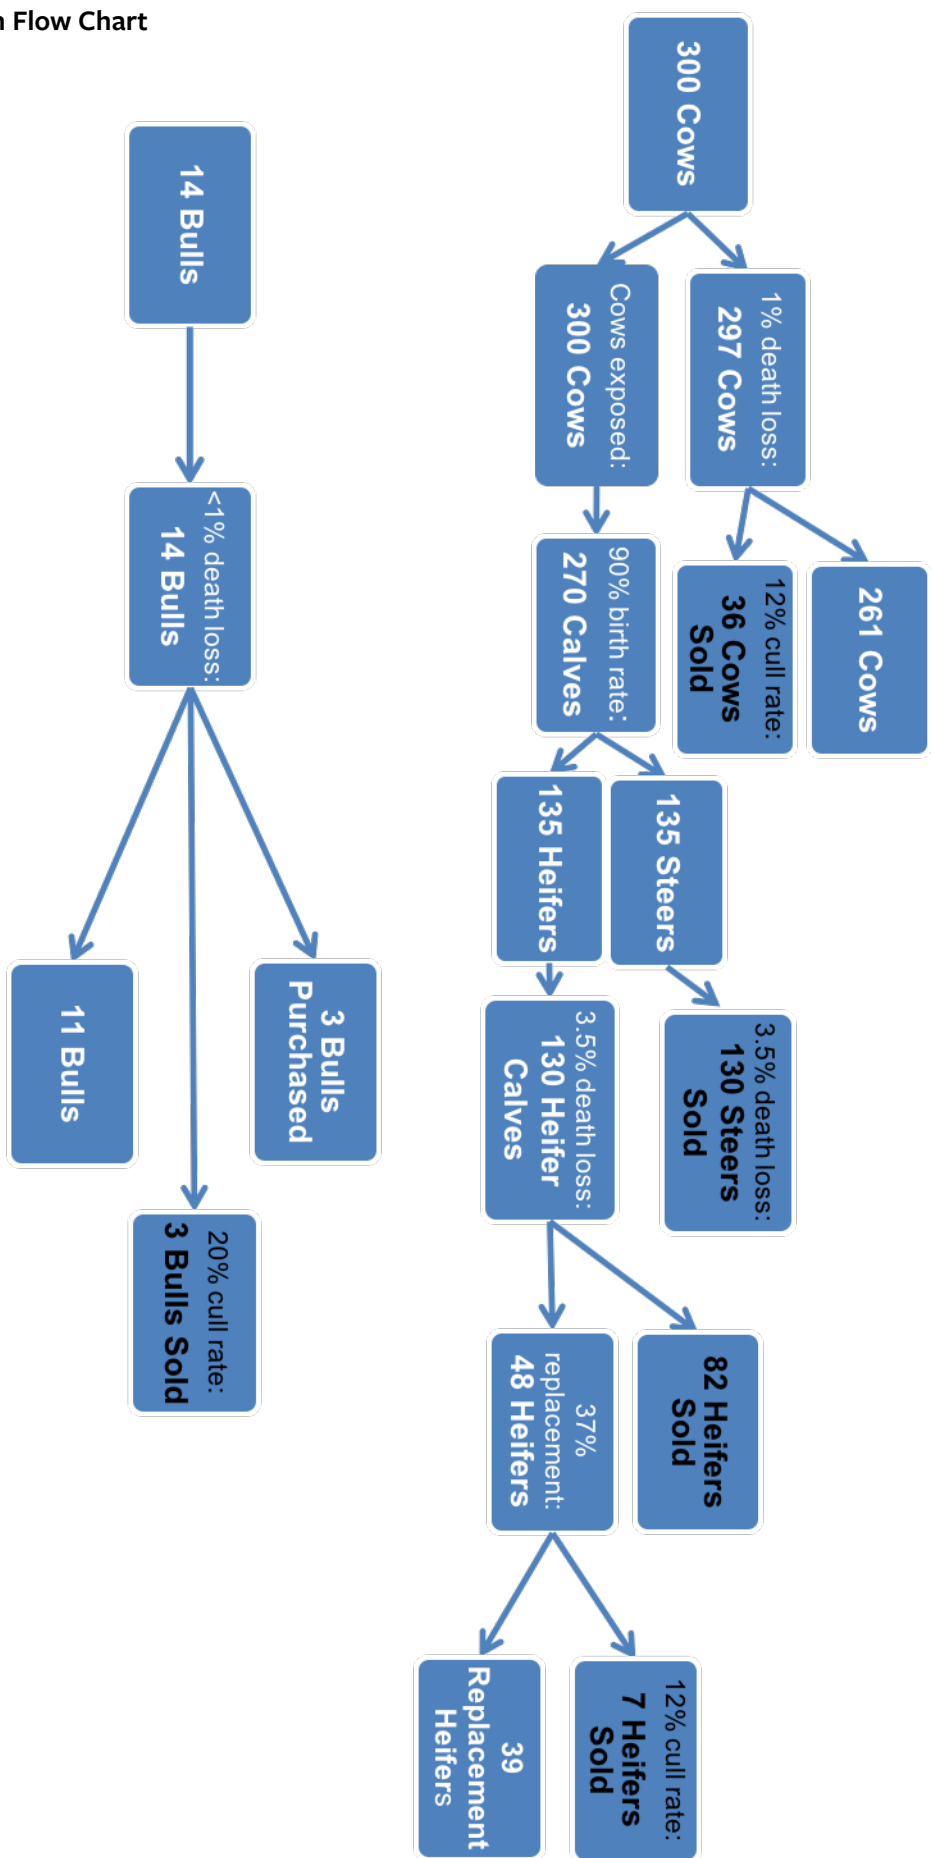 n Flow Chart
300 Cows
1% death loss:
297 Cows
261 Cows
12% cull rate:
36 Cows
Sold
Cows exposed:
300 Cows
90% birth rate:
270 Calves
135 Steers
3.5% death loss:
130 Steers
Sold
135 Heifers
3.5% death loss:
130 Heifer
Calves
82 Heifers
Sold
37%
replacement:
48 Heifers
12% cull rate:
7 Heifers
Sold
39
Replacement
Heifers
14 Bulls
<1% death loss:
14 Bulls
3 Bulls
Purchased
20% cull rate:
3 Bulls Sold
11 Bulls